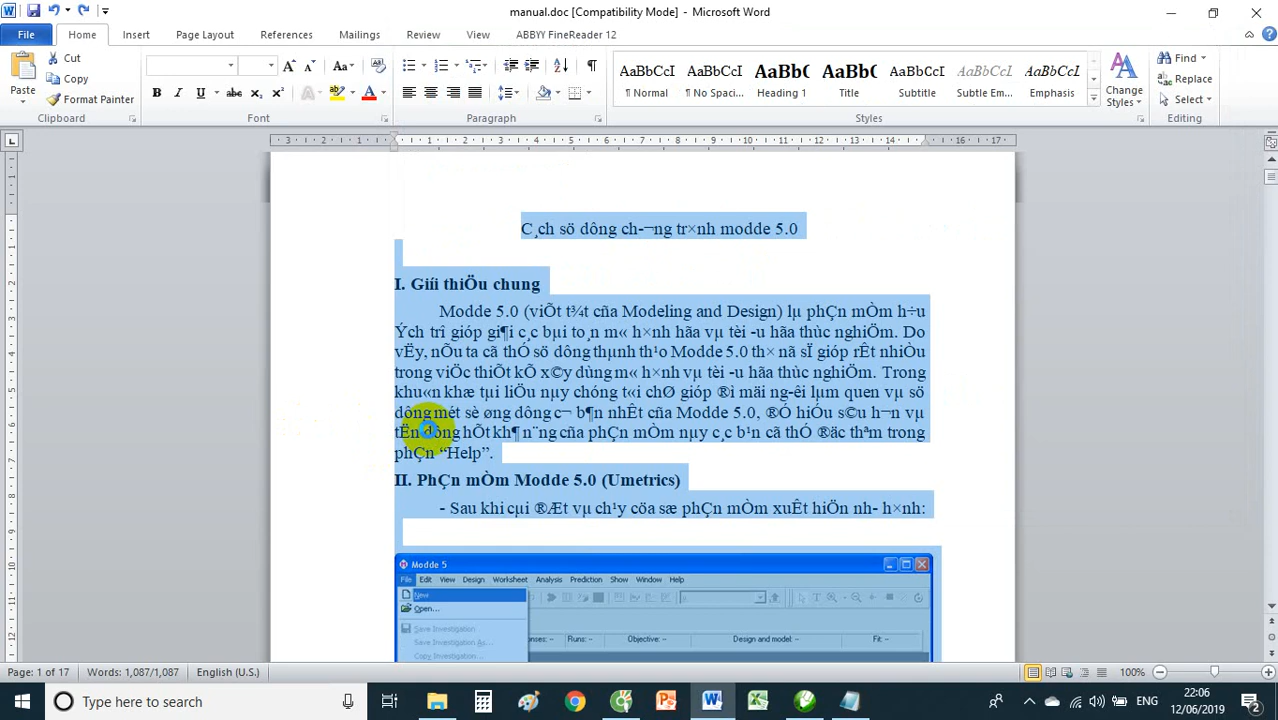 manual.doc [Compatibility Mode] - Microsoft Word
File Home Insert Page Layout References Mailings Review View ABBYY FineReader 12
Paste Cut Copy Format Painter Clipboard
Font
Paragraph
AaBbCcI ¶ Normal AaBbCcI ¶ No Spaci... AaBbC Heading 1 AaBbC Title AaBbCcI Subtitle AaBbCcI Subtle Em... AaBbCcI Emphasis Styles
Change Styles
Find Replace Select Editing
C¸ch sö dông ch-¬ng tr×nh modde 5.0
I. Giíi thiÖu chung
Modde 5.0 (viÕt t¾t cña Modeling and Design) lµ phÇn mÒm h÷u
Ých trî gióp gi¶i c¸c bµi to¸n m« h×nh hãa vµ tèi -u hãa thùc nghiÖm. Do
vËy, nÕu ta cã thÓ sö dông thµnh th¹o Modde 5.0 th× nã sÏ gióp rÊt nhiÒu
trong viÖc thiÕt kÕ x©y dùng m« h×nh vµ tèi -u hãa thùc nghiÖm. Trong
khu«n khæ tµi liÖu nµy chóng t«i chØ gióp ®ì mäi ng-êi lµm quen vµ sö
dông mét sè øng dông c¬ b¶n nhÊt cña Modde 5.0, ®Ó hiÓu s©u h¬n vµ
tËn dông hÕt kh¶ n¨ng cña phÇn mÒm nµy c¸c b¹n cã thÓ ®äc thªm trong
phÇn “Help”.
II. PhÇn mÒm Modde 5.0 (Umetrics)
- Sau khi cµi ®Æt vµ ch¹y cöa sæ phÇn mÒm xuÊt hiÖn nh- h×nh:
Modde 5
File Edit View Design Worksheet Analysis Prediction Show Window Help
New
Open...
Runs: -- Objective: -- Design and model: -- Fit: --
Save Investigation
Save Investigation As...
Copy Investigation...
Page: 1 of 17 Words: 1,087/1,087 English (U.S.) 100%
Type here to search
ENG
22:06
12/06/2019
2